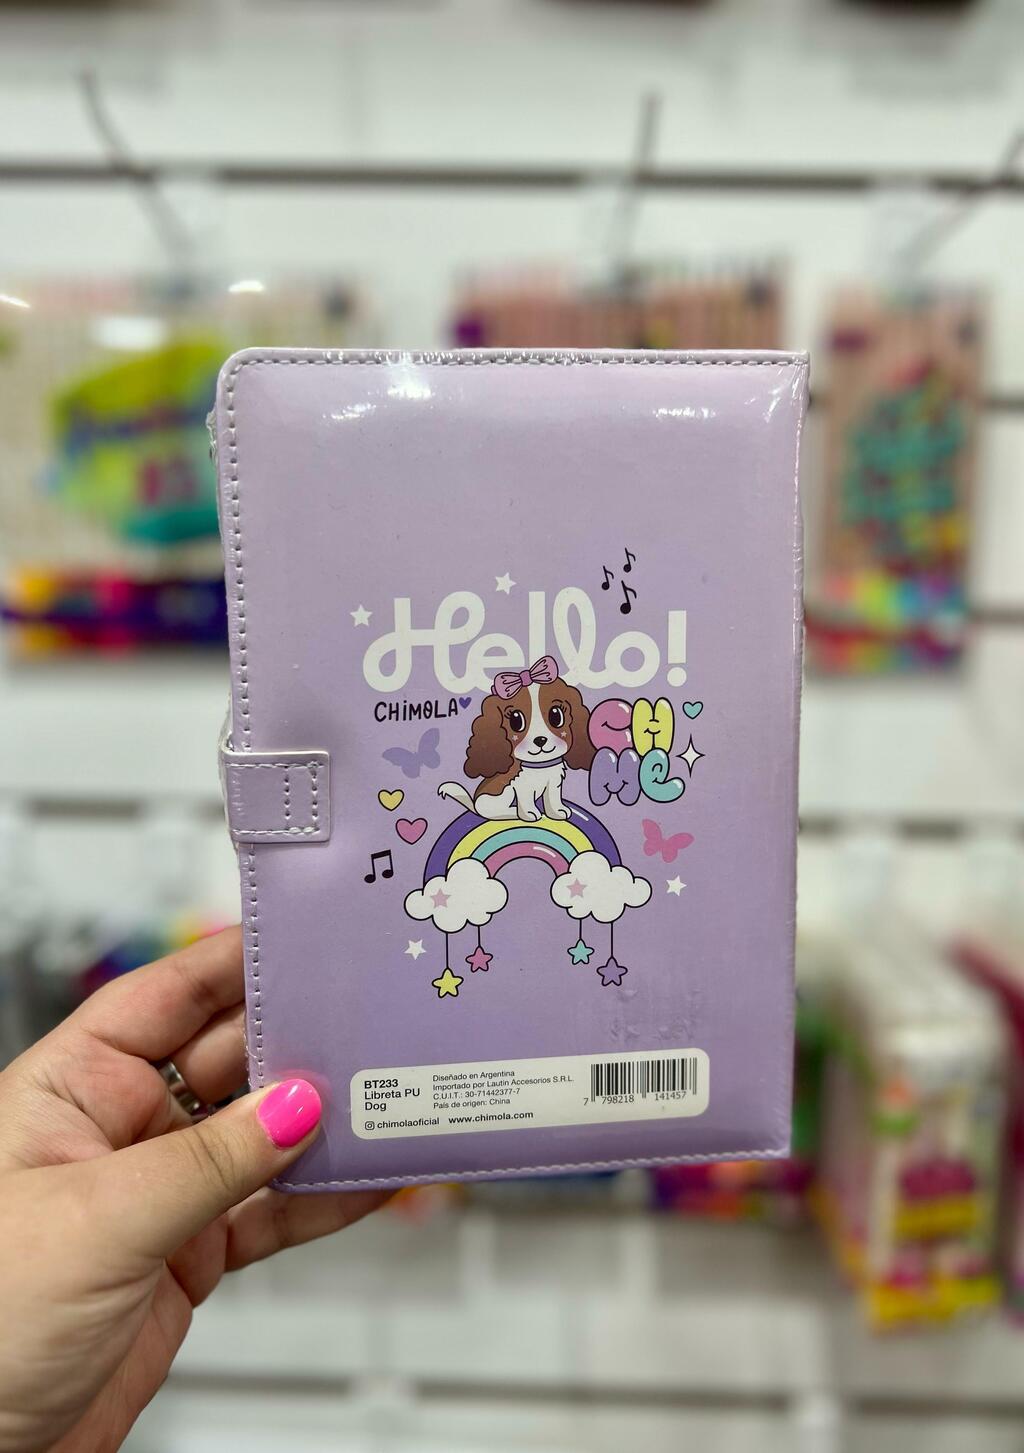 Hello!
CHiMOLA
CHi
Me
BT233
Libreta PU
Dog
Diseñado en Argentina
Importado por Lautin Accesorios S.R.L.
C.U.I.T.: 30-71442377-7
País de origen: China
chimolaoficial www.chimola.com
7 798218 141457